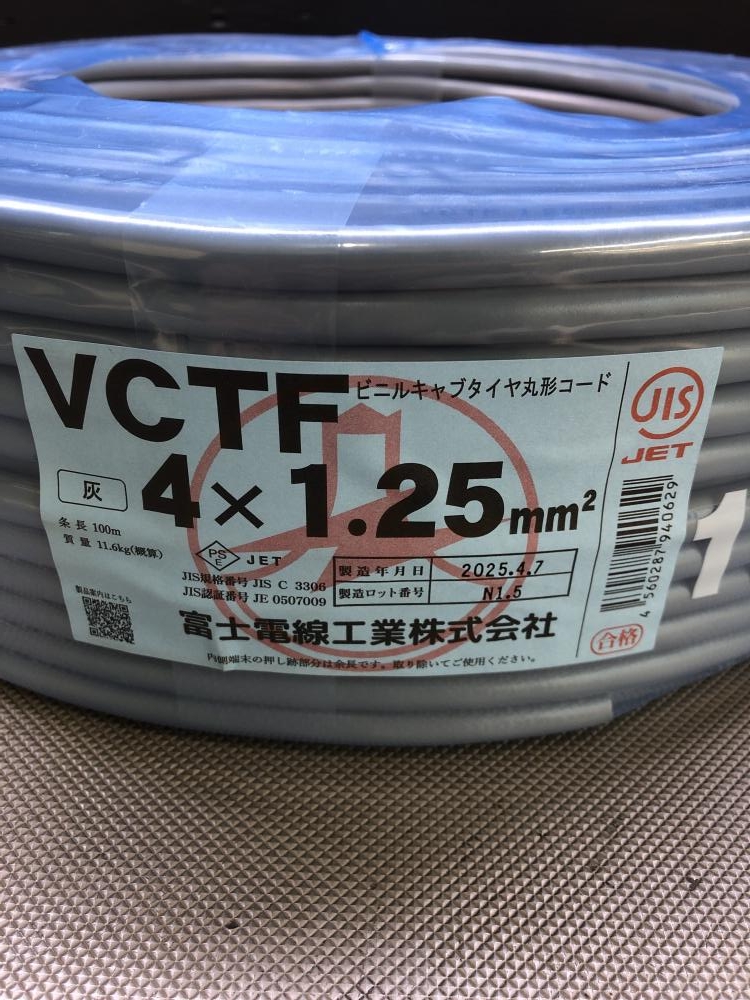 VCTF ビニルキャブタイヤ丸形コード
灰 4×1.25mm²
条長 100m
質量 11.6kg(概算)
PS
E JET
JIS規格番号 JIS C 3306
JIS認証番号 JE 0507009
製造年月日 2025.4.7
製造ロット番号 N1.5
製品案内はこちら
富士電線工業株式会社
内側端末の押し跡部分は余長です。取り除いてご使用ください。
JIS
JET
4 560287 940629
合格
1